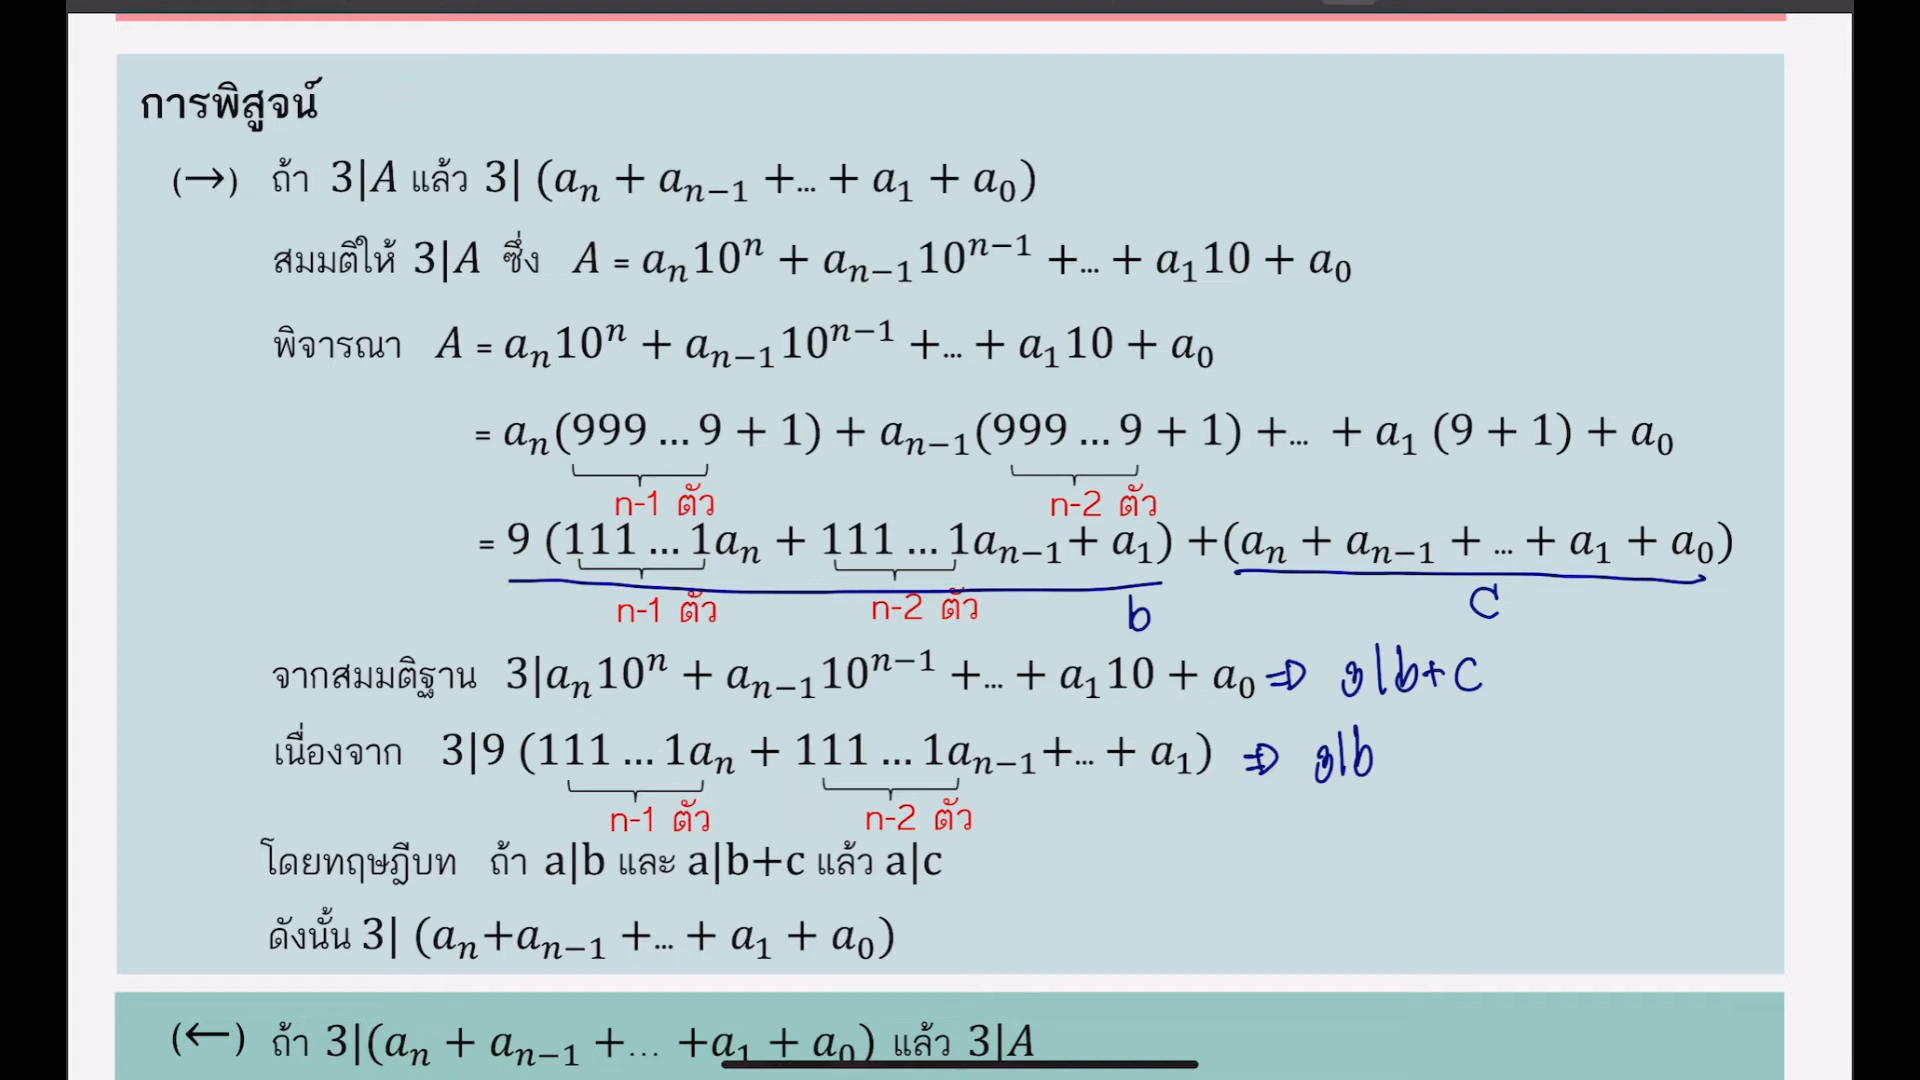 การพิสูจน์
(→) ถ้า 3|A แล้ว 3| (aₙ + aₙ₋₁ +… + a₁ + a₀)
สมมติให้ 3|A ซึ่ง A = aₙ10ⁿ + aₙ₋₁10ⁿ⁻¹ +… + a₁10 + a₀
พิจารณา A = aₙ10ⁿ + aₙ₋₁10ⁿ⁻¹ +… + a₁10 + a₀
= aₙ(999 … 9 + 1) + aₙ₋₁(999 … 9 + 1) +… + a₁ (9 + 1) + a₀
n-1 ตัว n-2 ตัว
= 9 (111 … 1aₙ + 111 … 1aₙ₋₁+ a₁) +(aₙ + aₙ₋₁ + … + a₁ + a₀)
n-1 ตัว n-2 ตัว b C
จากสมมติฐาน 3|aₙ10ⁿ + aₙ₋₁10ⁿ⁻¹ +… + a₁10 + a₀ ⇒ 3|b+C
เนื่องจาก 3|9 (111 … 1aₙ + 111 … 1aₙ₋₁+… + a₁) ⇒ 3|b
n-1 ตัว n-2 ตัว
โดยทฤษฎีบท ถ้า a|b และ a|b+c แล้ว a|c
ดังนั้น 3| (aₙ+aₙ₋₁ +… + a₁ + a₀)
(←) ถ้า 3|(aₙ + aₙ₋₁ +… +a₁ + a₀) แล้ว 3|A